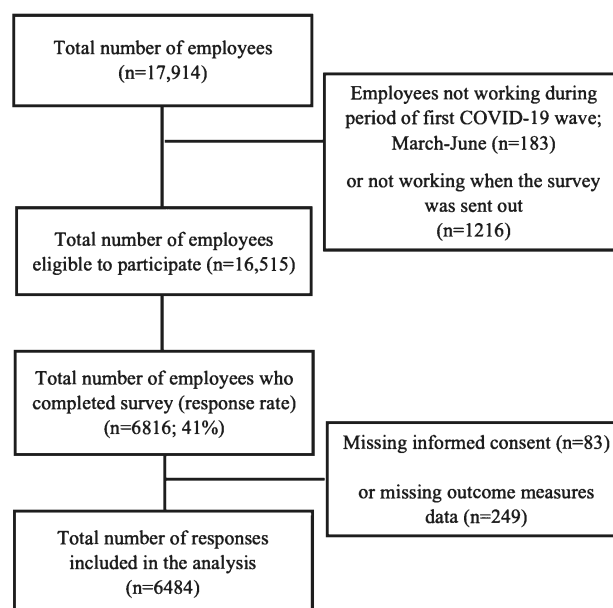 Total number of employees
(n=17,914)
Employees not working during
period of first COVID-19 wave;
March-June (n=183)
or not working when the survey
was sent out
(n=1216)
Total number of employees
eligible to participate (n=16,515)
Total number of employees who
completed survey (response rate)
(n=6816; 41%)
Missing informed consent (n=83)
or missing outcome measures
data (n=249)
Total number of responses
included in the analysis
(n=6484)